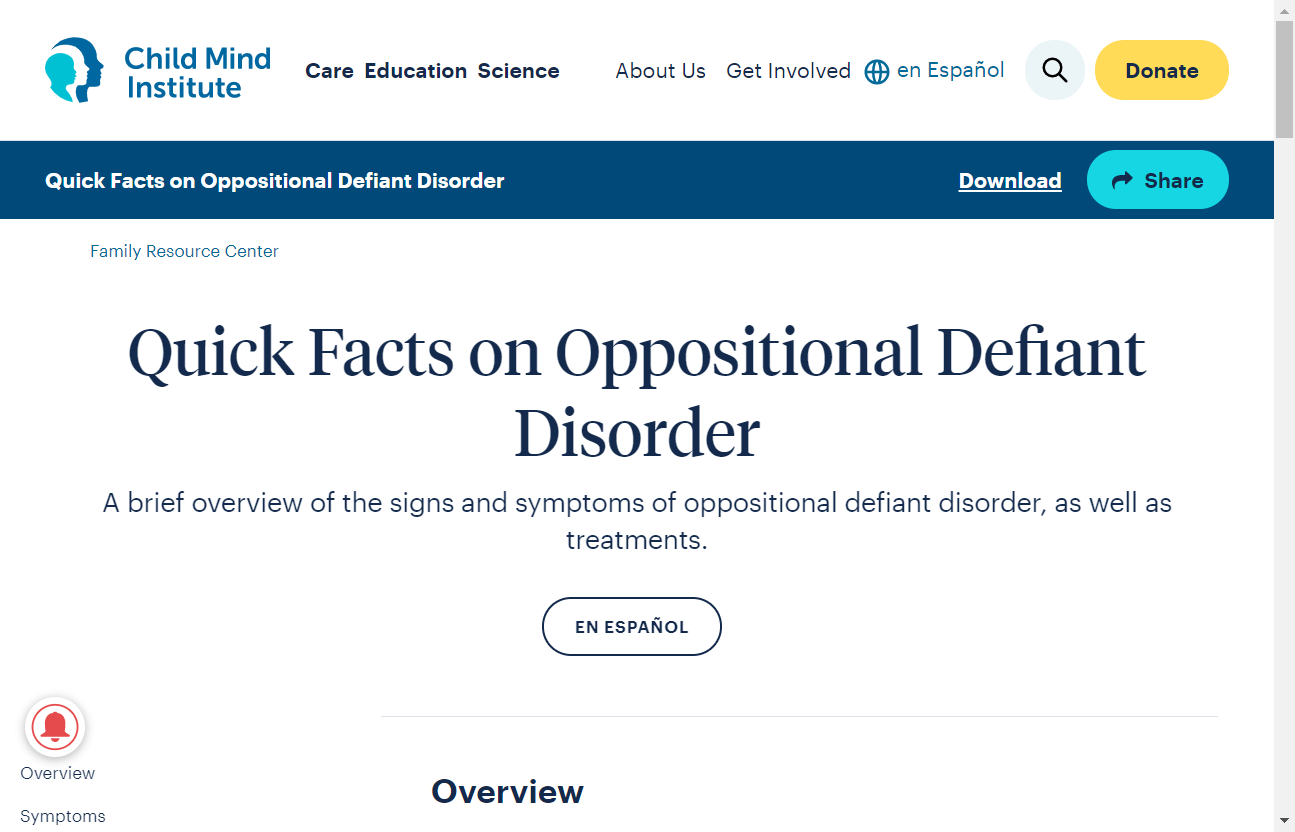 Child Mind
Institute
Care Education Science
About Us Get Involved en Español
Donate
Quick Facts on Oppositional Defiant Disorder
Download
Share
Family Resource Center
Quick Facts on Oppositional Defiant
Disorder
A brief overview of the signs and symptoms of oppositional defiant disorder, as well as
treatments.
EN ESPAÑOL
Overview
Symptoms
Overview